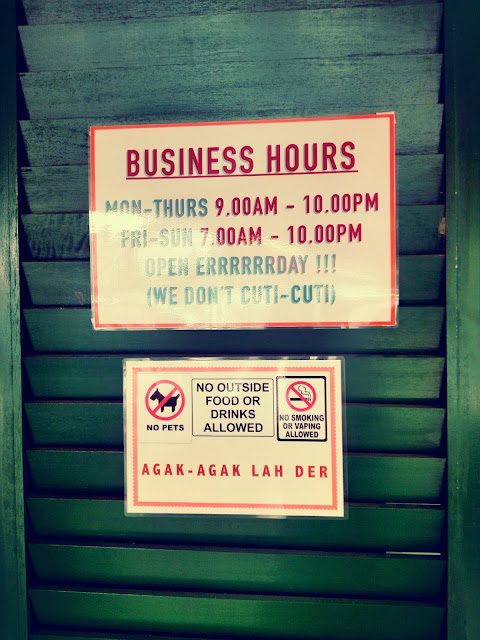 BUSINESS HOURS
MON-THURS 9.00AM - 10.00PM
FRI-SUN 7.00AM - 10.00PM
OPEN ERRRRRRDAY !!!
(WE DON'T CUTI-CUTI)
NO PETS
NO OUTSIDE
FOOD OR
DRINKS
ALLOWED
NO SMOKING
OR VAPING
ALLOWED
AGAK-AGAK LAH DER